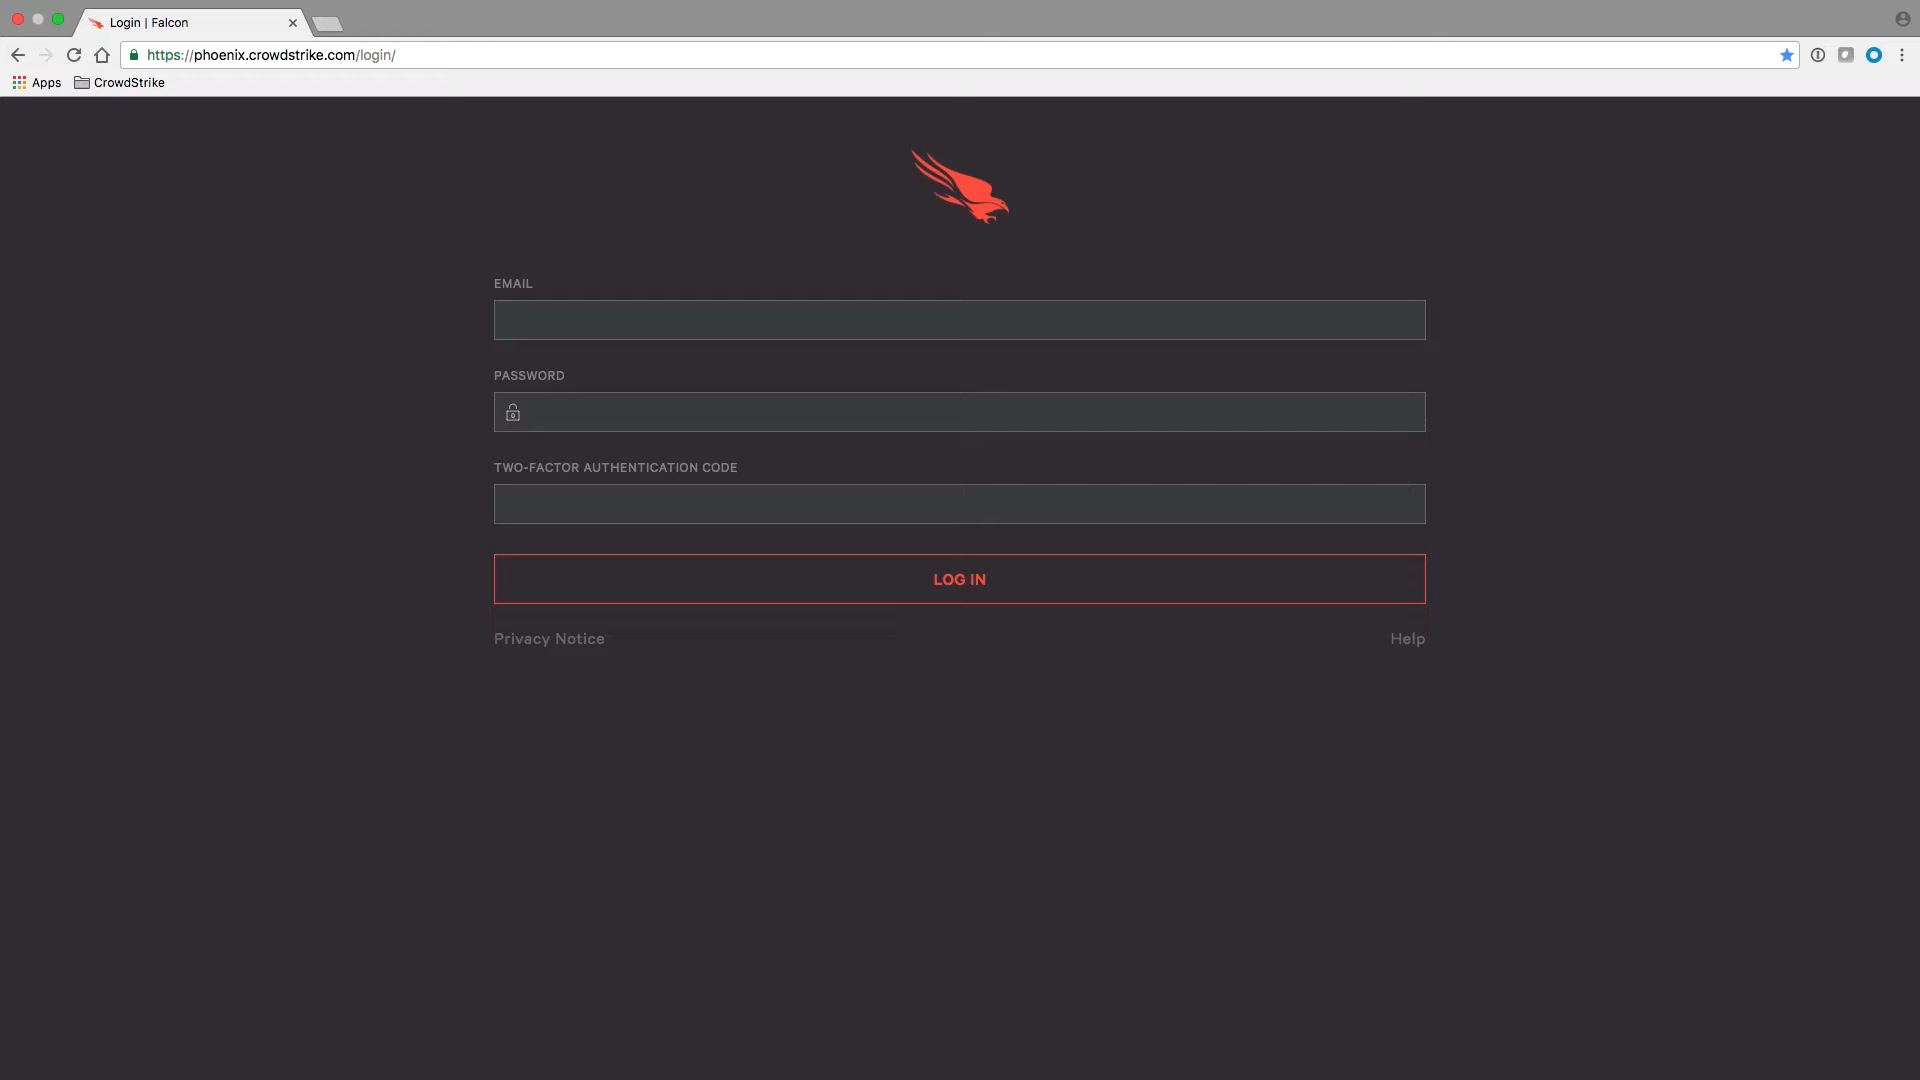 Login | Falcon
https://phoenix.crowdstrike.com/login/
Apps CrowdStrike
EMAIL
PASSWORD
TWO-FACTOR AUTHENTICATION CODE
LOG IN
Privacy Notice Help